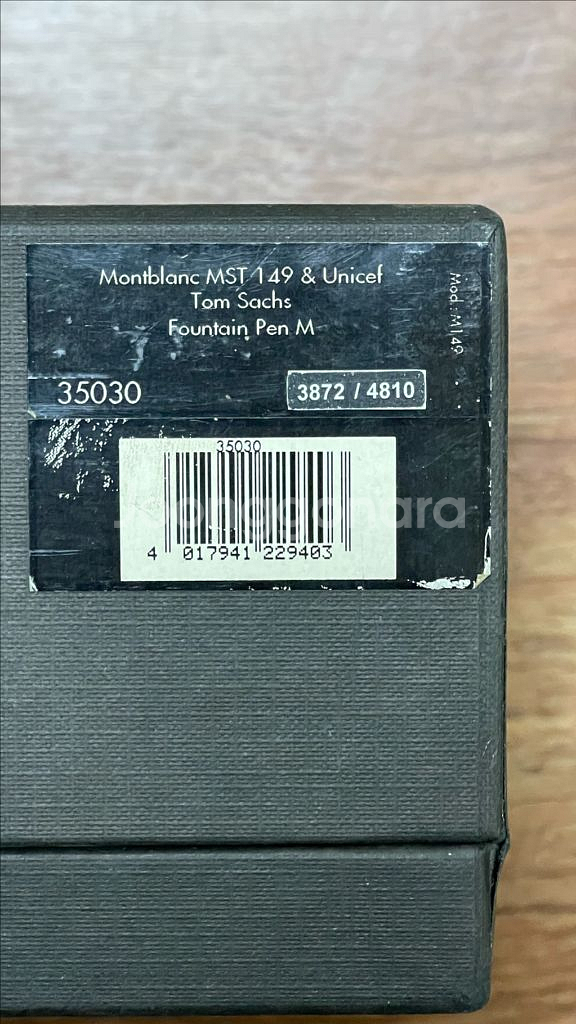 Montblanc MST 149 & Unicef
Tom Sachs
Fountain Pen M
Mod.: M149
35030
3872 / 4810
35030
4 017941 229403